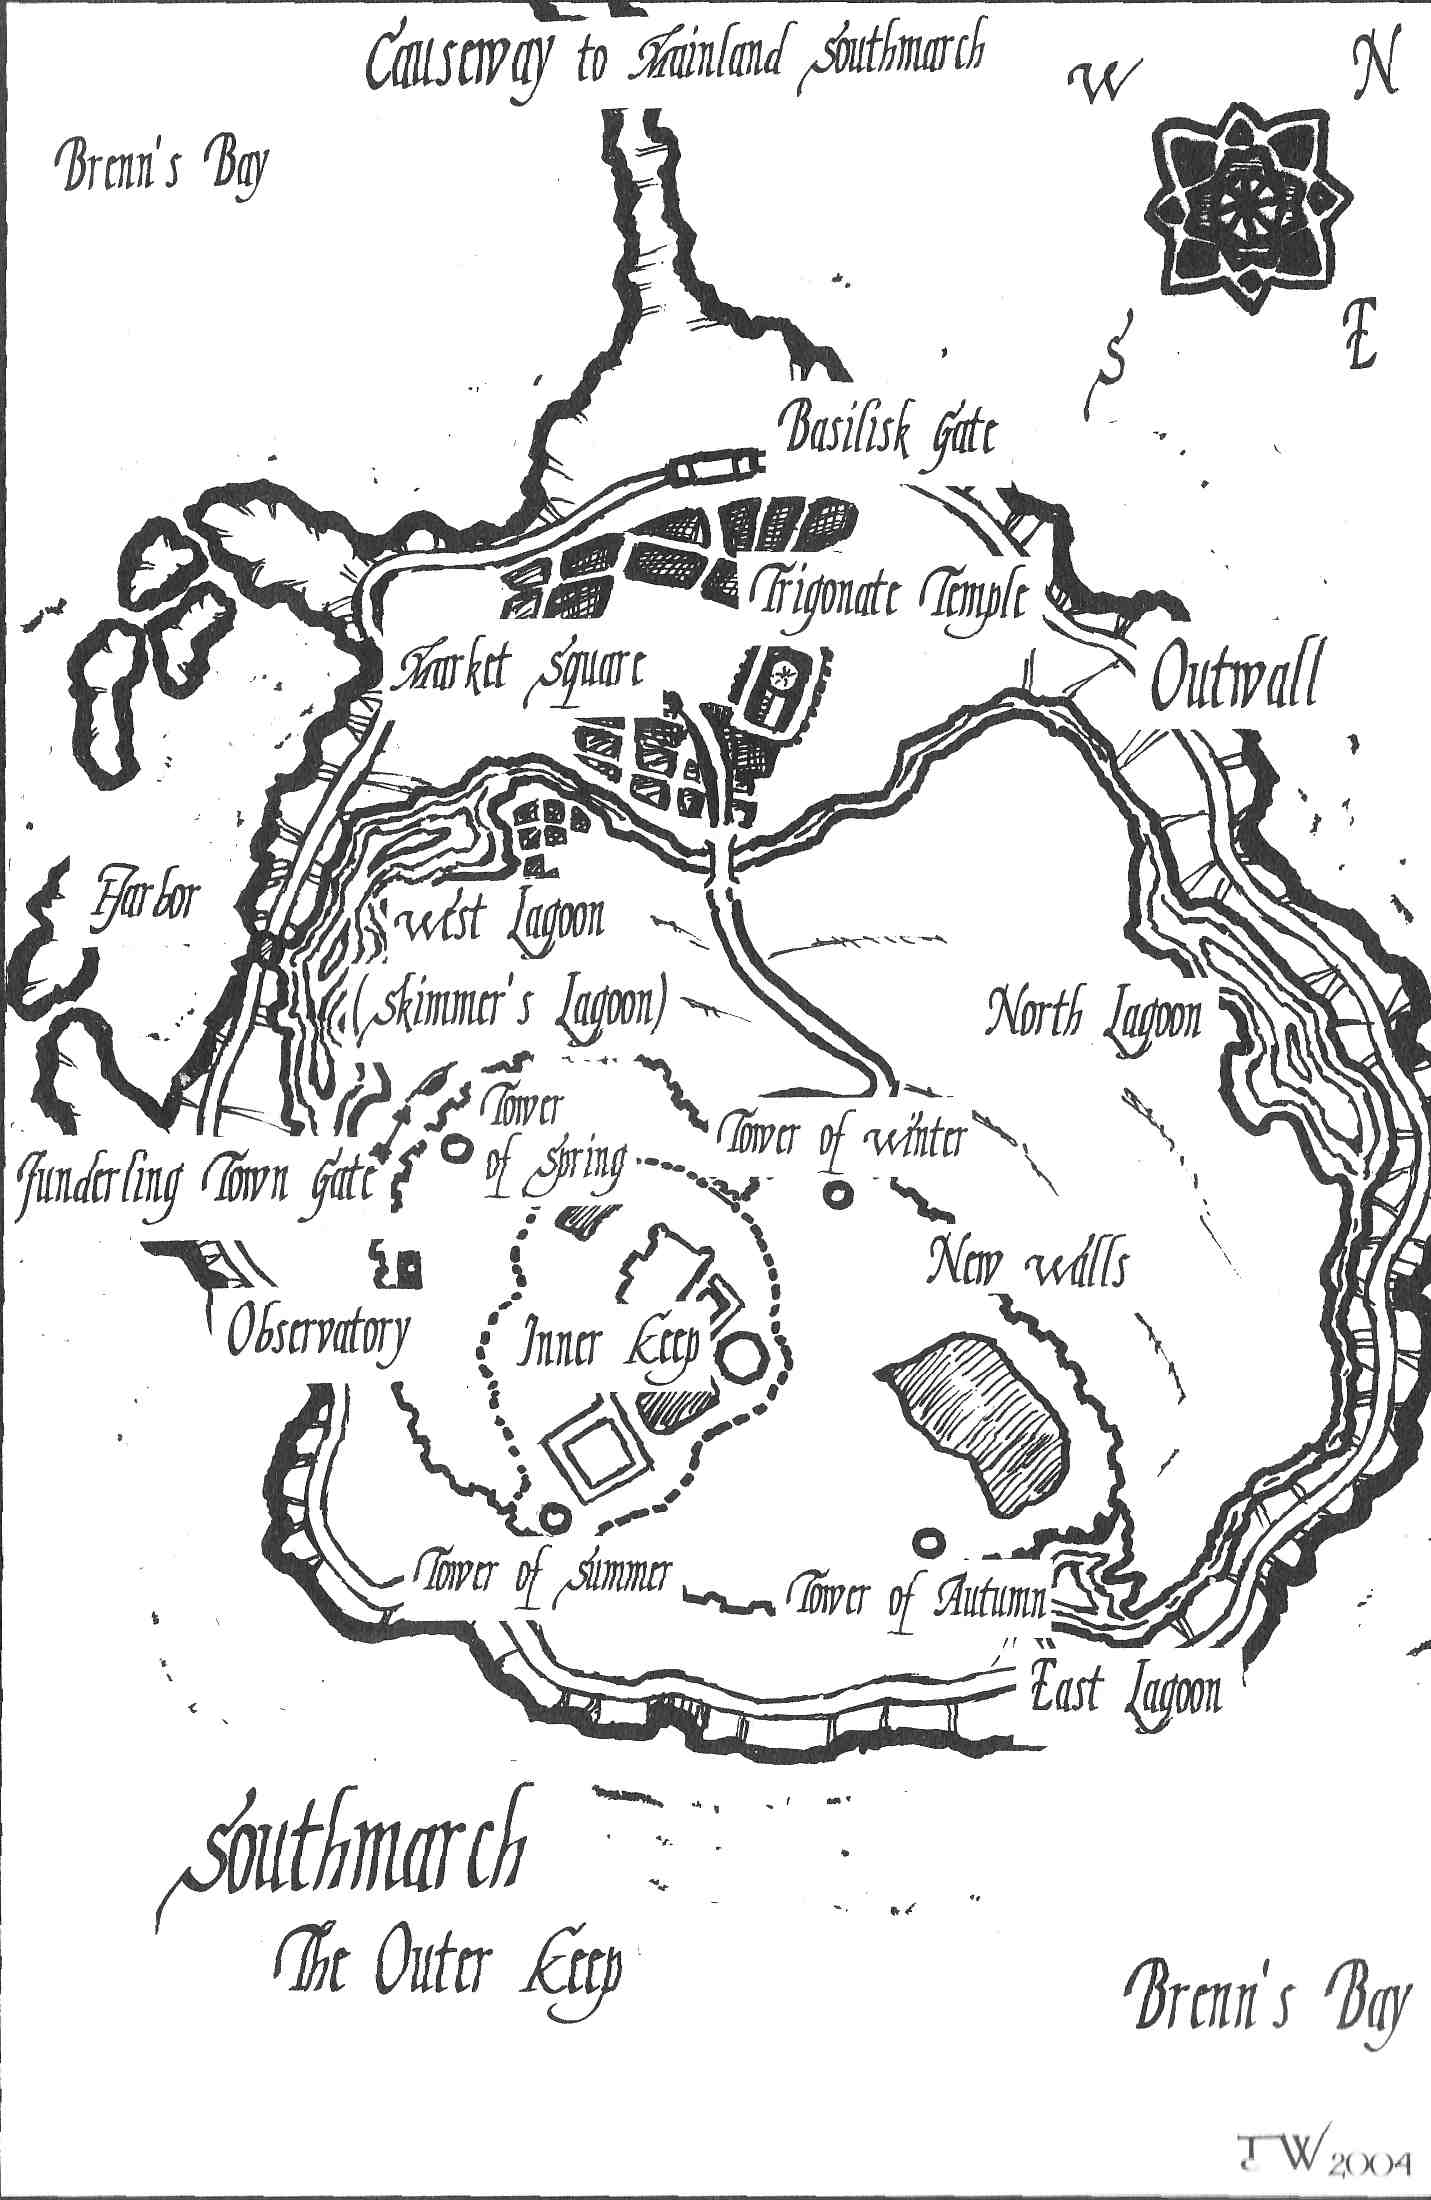 Causeway to Mainland Southmarch
W
N
Brenn's Bay
S
E
Basilisk Gate
Trigonate Temple
Market Square
Outwall
Harbor
West Lagoon
(Skimmer's Lagoon)
North Lagoon
Tower
of Spring
Tower of Winter
Funderling Town Gate
New Walls
Observatory
Inner Keep
Tower of Summer
Tower of Autumn
East Lagoon
Southmarch
The Outer Keep
Brenn's Bay
TW 2004